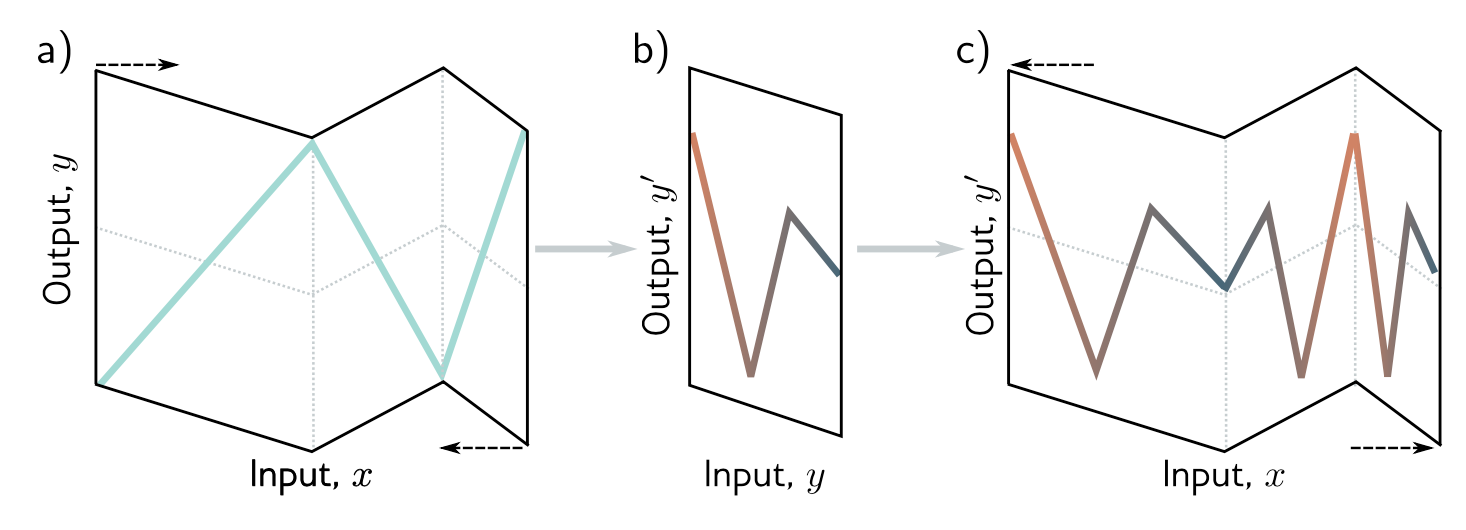 a)
Output, y
Input, x
b)
Output, y′
Input, y
c)
Output, y′
Input, x